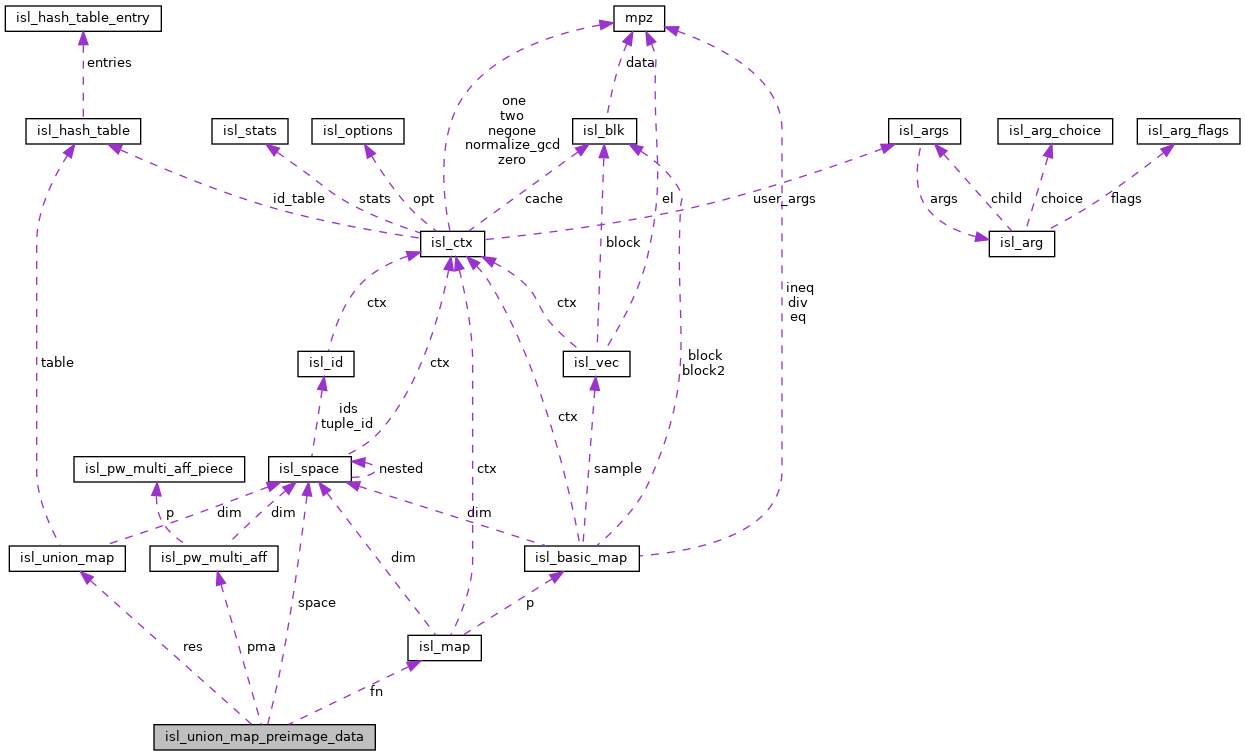 isl_hash_table_entry
mpz
entries
data
one
two
negone
normalize_gcd
zero
isl_hash_table
isl_stats
isl_options
isl_blk
isl_args
isl_arg_choice
isl_arg_flags
id_table
stats
opt
cache
el
user_args
args
child
choice
flags
isl_ctx
block
isl_arg
ctx
ctx
ineq
div
eq
table
isl_id
ctx
isl_vec
block
block2
ids
tuple_id
ctx
isl_pw_multi_aff_piece
isl_space
nested
ctx
sample
p
dim
dim
dim
isl_union_map
isl_pw_multi_aff
dim
isl_basic_map
space
p
res
pma
isl_map
fn
isl_union_map_preimage_data